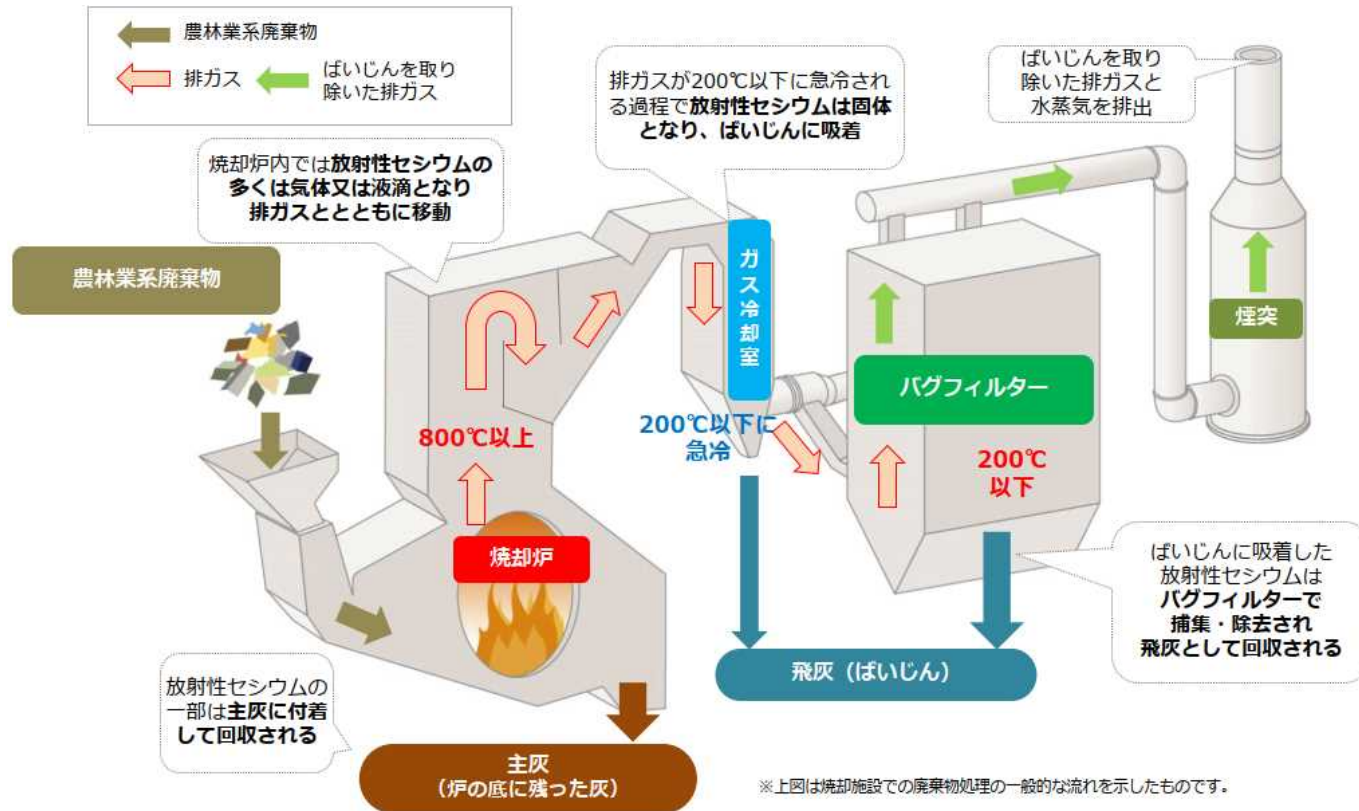 農林業系廃棄物
排ガス
ばいじんを取り
除いた排ガス
排ガスが200℃以下に急冷され
る過程で放射性セシウムは固体
となり、ばいじんに吸着
ばいじんを取り
除いた排ガスと
水蒸気を排出
焼却炉内では放射性セシウムの
多くは気体又は液滴となり
排ガスととともに移動
農林業系廃棄物
ガス冷却室
煙突
バグフィルター
800℃以上
200℃以下に
急冷
200℃
以下
焼却炉
ばいじんに吸着した
放射性セシウムは
バグフィルターで
捕集・除去され
飛灰として回収される
飛灰（ばいじん）
放射性セシウムの
一部は主灰に付着
して回収される
主灰
（炉の底に残った灰）
※上図は焼却施設での廃棄物処理の一般的な流れを示したものです。